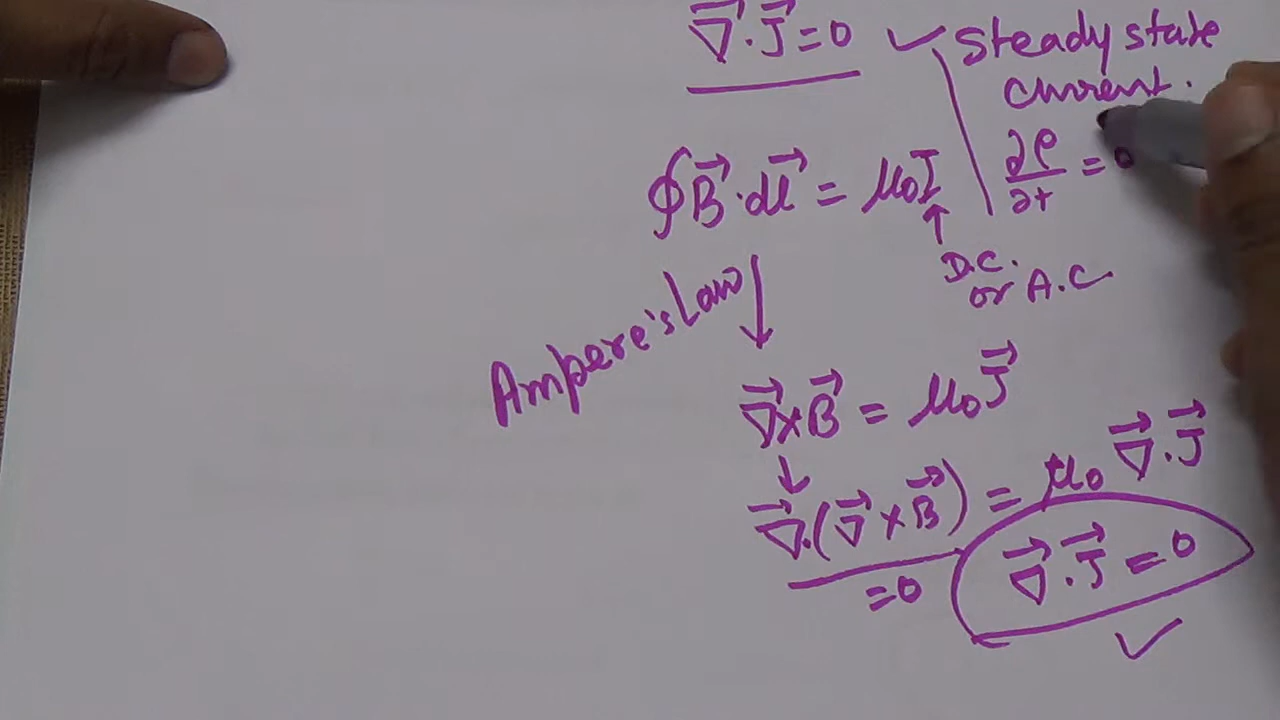 ∇⃗·J⃗=0 ✓ Steady state
current.
∂ρ/∂t = 0
∮B⃗·dl⃗ = μ₀I
↑
D.C.
or A.C
Ampere's Law ↓
∇⃗×B⃗ = μ₀J⃗
↓
∇⃗·(∇⃗×B⃗) = μ₀ ∇⃗·J⃗
=0
∇⃗·J⃗ = 0
✓